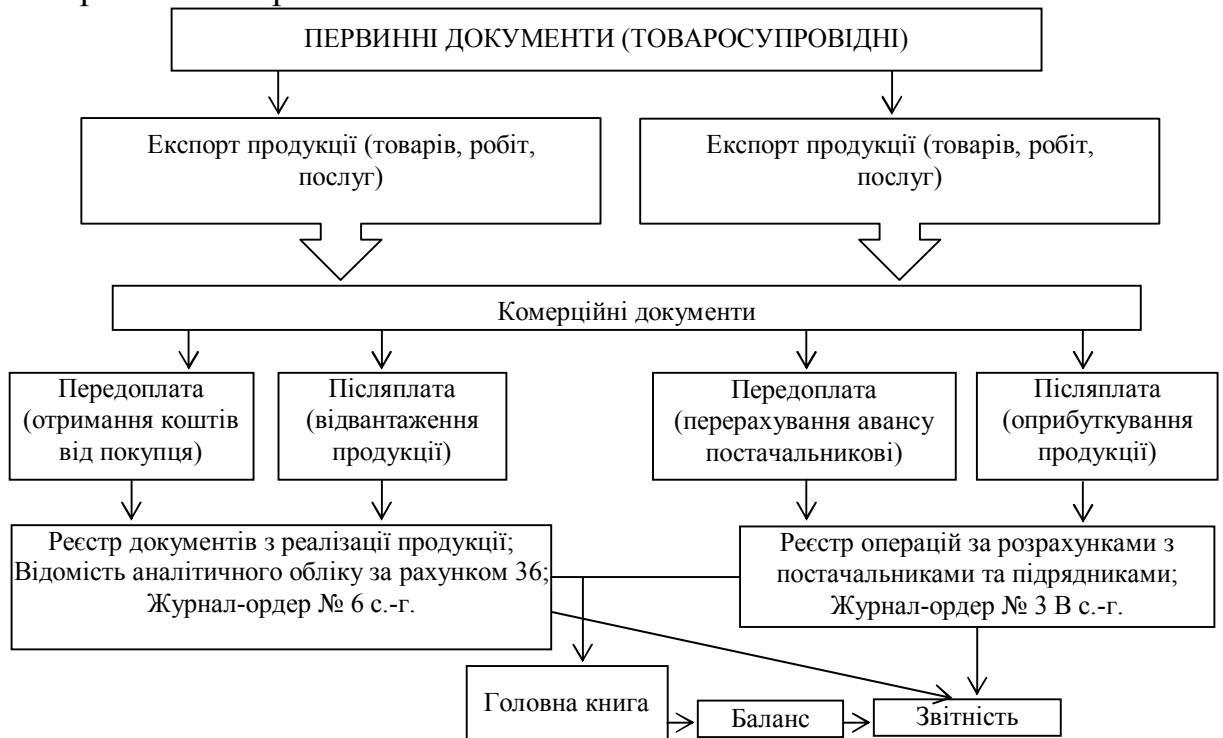 ПЕРВИННІ ДОКУМЕНТИ (ТОВАРОСУПРОВІДНІ)
Експорт продукції (товарів, робіт,
послуг)
Експорт продукції (товарів, робіт,
послуг)
Комерційні документи
Передоплата
(отримання коштів
від покупця)
Післяплата
(відвантаження
продукції)
Передоплата
(перерахування авансу
постачальникові)
Післяплата
(оприбуткування
продукції)
Реєстр документів з реалізації продукції;
Відомість аналітичного обліку за рахунком 36;
Журнал-ордер № 6 с.-г.
Реєстр операцій за розрахунками з
постачальниками та підрядниками;
Журнал-ордер № 3 В с.-г.
Головна книга
Баланс
Звітність